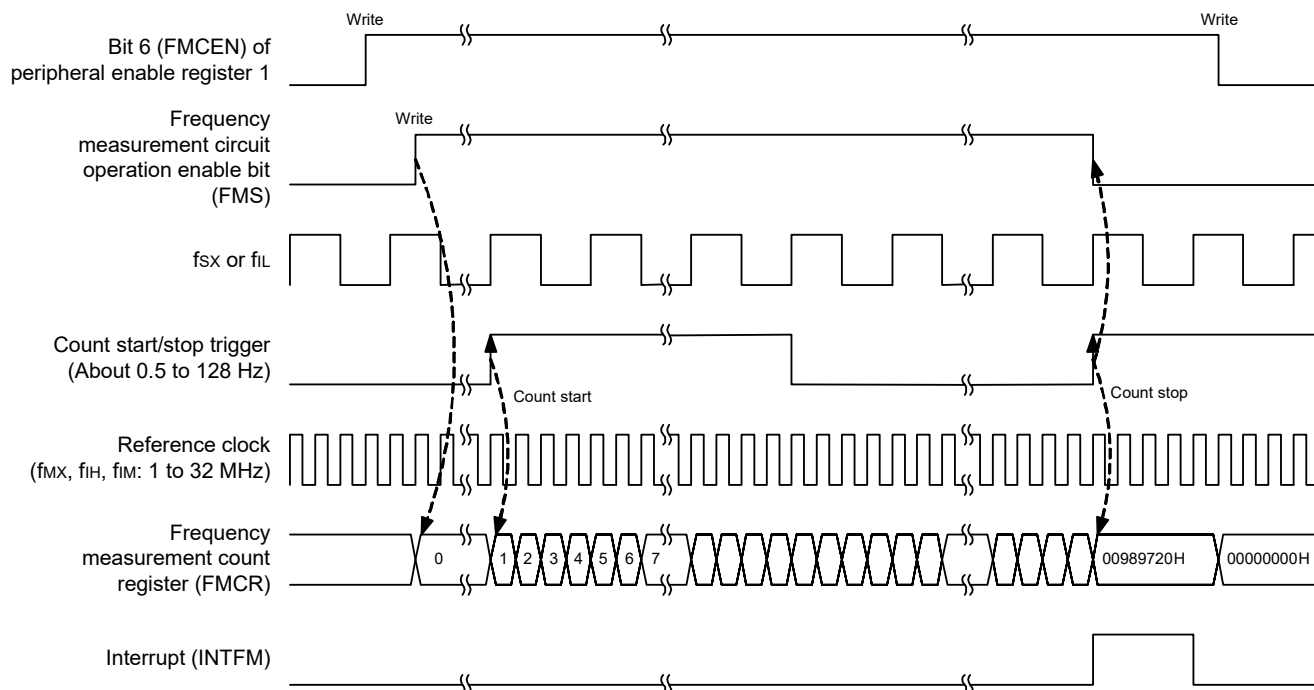 Write
Write
Bit 6 (FMCEN) of
peripheral enable register 1
Frequency
measurement circuit
operation enable bit
(FMS)
Write
fSX or fIL
Count start/stop trigger
(About 0.5 to 128 Hz)
Count start
Count stop
Reference clock
(fMX, fIH, fIM: 1 to 32 MHz)
Frequency
measurement count
register (FMCR)
0
1
2
3
4
5
6
7
00989720H
00000000H
Interrupt (INTFM)